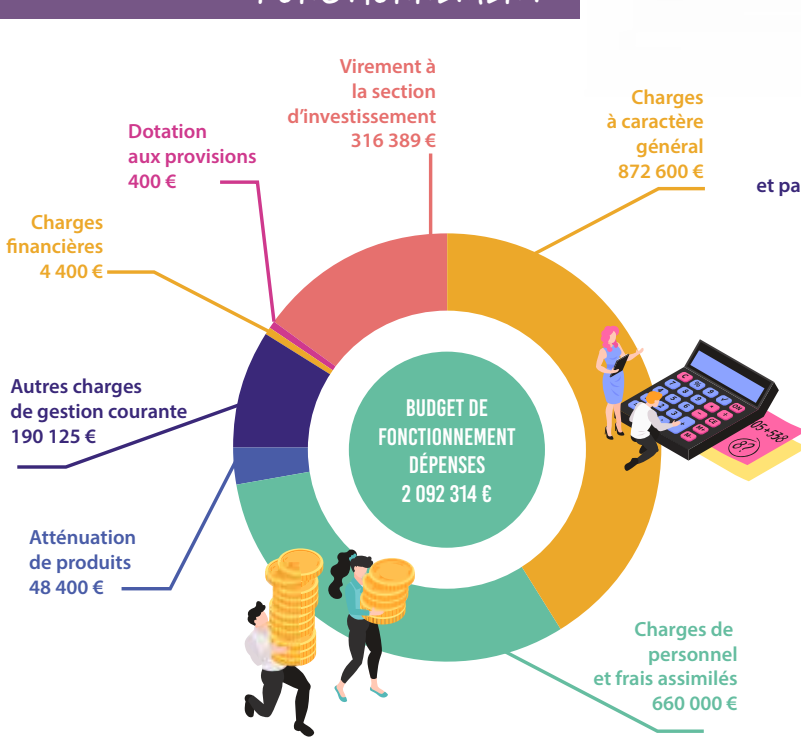 Virement à
la section
d'investissement
316 389 €
Charges
à caractère
général
872 600 €
et pa
Dotation
aux provisions
400 €
Charges
financières
4 400 €
Autres charges
de gestion courante
190 125 €
BUDGET DE
FONCTIONNEMENT
DÉPENSES
2 092 314 €
Atténuation
de produits
48 400 €
Charges de
personnel
et frais assimilés
660 000 €